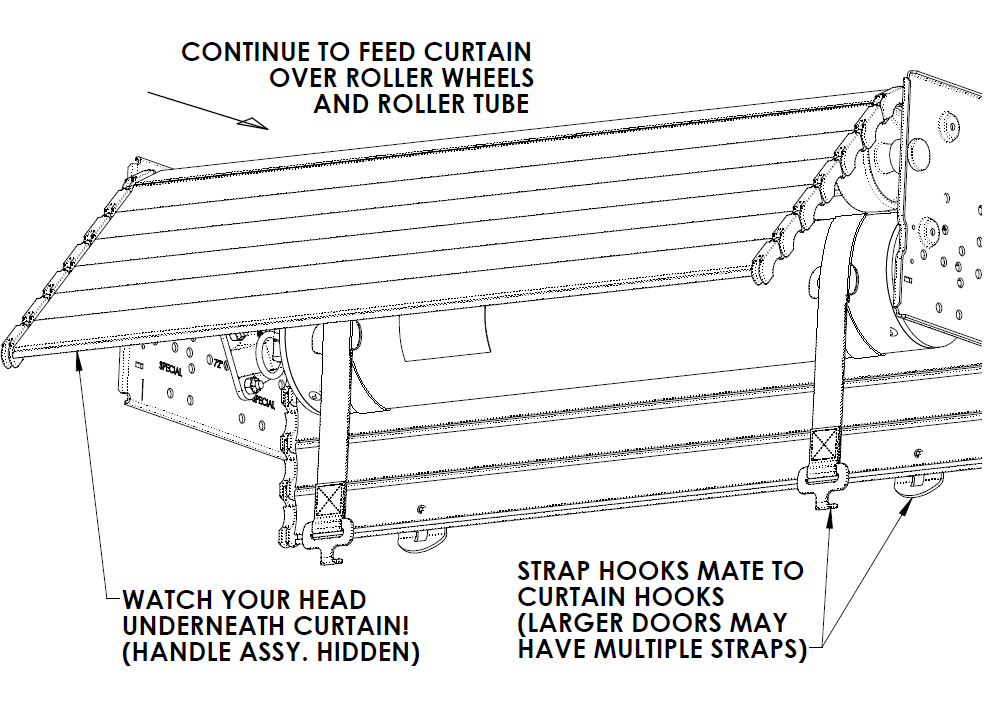 CONTINUE TO FEED CURTAIN
OVER ROLLER WHEELS
AND ROLLER TUBE
SPECIAL
72"
SPECIAL
WATCH YOUR HEAD
UNDERNEATH CURTAIN!
(HANDLE ASSY. HIDDEN)
STRAP HOOKS MATE TO
CURTAIN HOOKS
(LARGER DOORS MAY
HAVE MULTIPLE STRAPS)